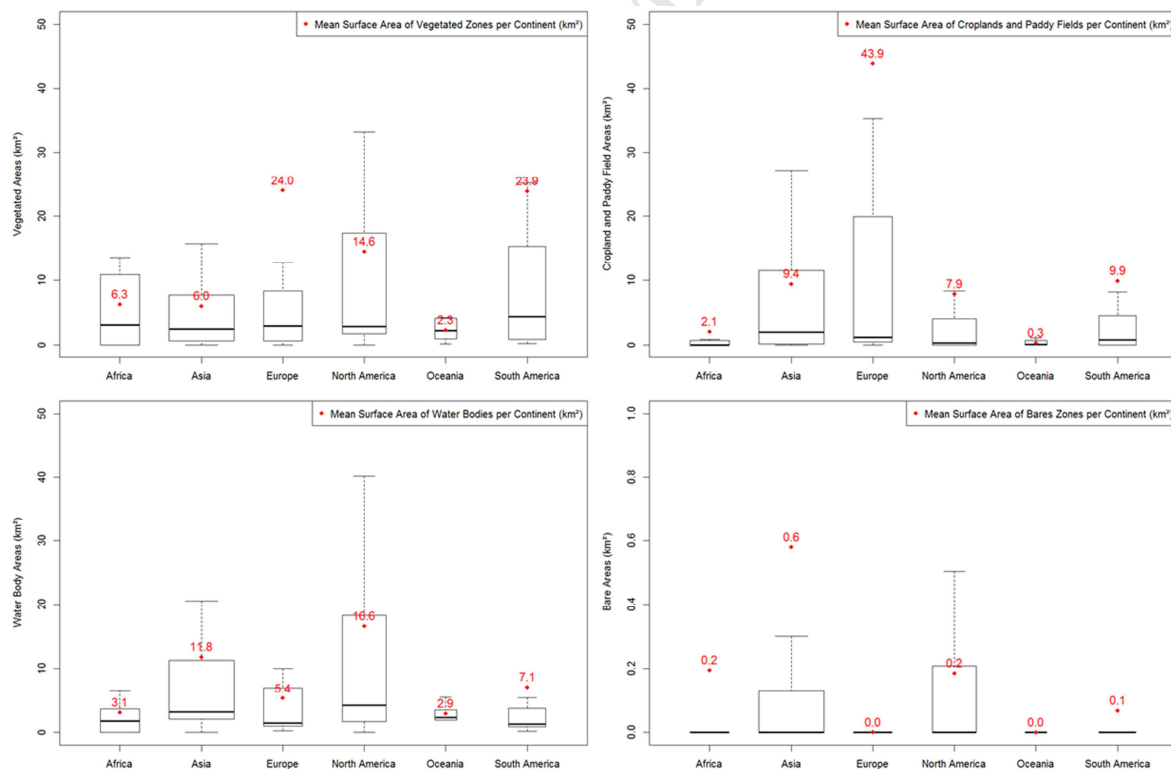 Mean Surface Area of Vegetated Zones per Continent (km²)
Vegetated Areas (km²)
50
40
30
20
10
0
6.3
6.0
24.0
14.6
2.3
23.9
Africa
Asia
Europe
North America
Oceania
South America
Mean Surface Area of Croplands and Paddy Fields per Continent (km²)
Cropland and Paddy Field Areas (km²)
50
40
30
20
10
0
2.1
9.4
43.9
7.9
0.3
9.9
Africa
Asia
Europe
North America
Oceania
South America
Mean Surface Area of Water Bodies per Continent (km²)
Water Body Areas (km²)
50
40
30
20
10
0
3.1
11.8
5.4
16.6
2.9
7.1
Africa
Asia
Europe
North America
Oceania
South America
Mean Surface Area of Bares Zones per Continent (km²)
Bare Areas (km²)
1.0
0.8
0.6
0.4
0.2
0.0
0.2
0.6
0.0
0.2
0.0
0.1
Africa
Asia
Europe
North America
Oceania
South America